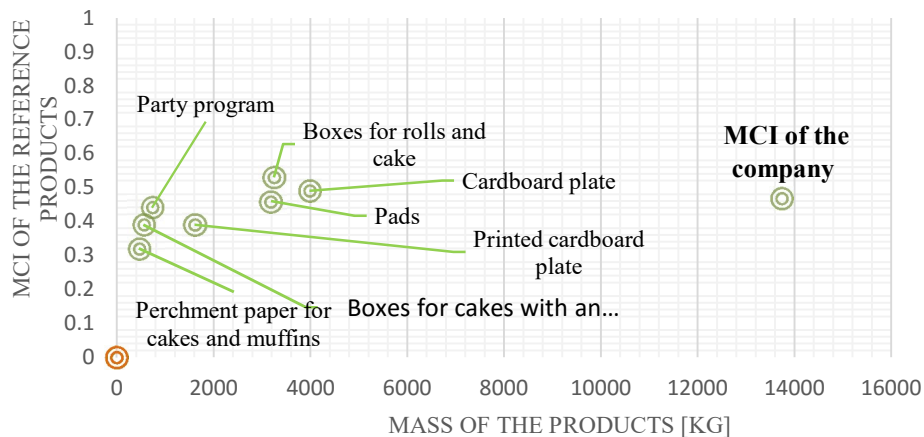 MCI OF THE REFERENCE
PRODUCTS
1
0.9
0.8
0.7
0.6
0.5
0.4
0.3
0.2
0.1
0
Party program
Boxes for rolls and
cake
MCI of the
company
Cardboard plate
Pads
Printed cardboard
plate
Perchment paper for
cakes and muffins
Boxes for cakes with an...
0 2000 4000 6000 8000 10000 12000 14000 16000
MASS OF THE PRODUCTS [KG]